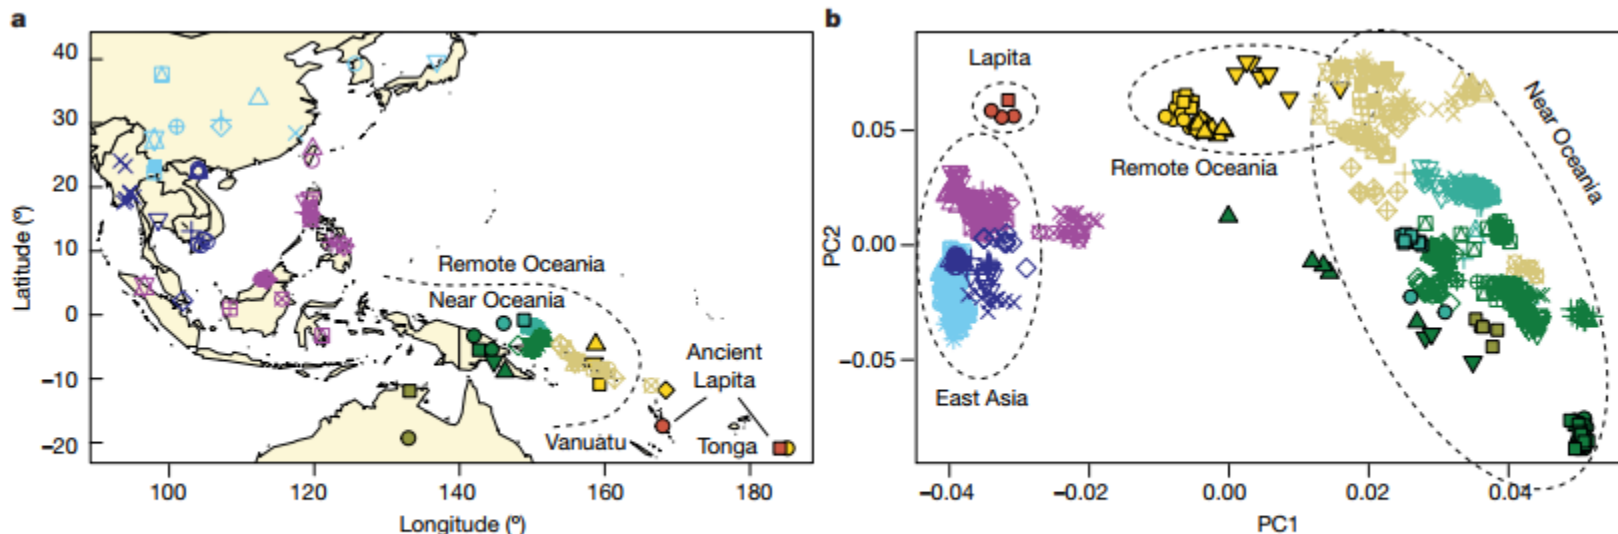 a
40
30
20
10
0
–10
–20
Latitude (º)
100
120
140
160
180
Longitude (º)
Remote Oceania
Near Oceania
Ancient
Lapita
Vanuatu
Tonga
b
0.05
0.00
–0.05
PC2
–0.04
–0.02
0.00
0.02
0.04
PC1
Lapita
Remote Oceania
Near Oceania
East Asia